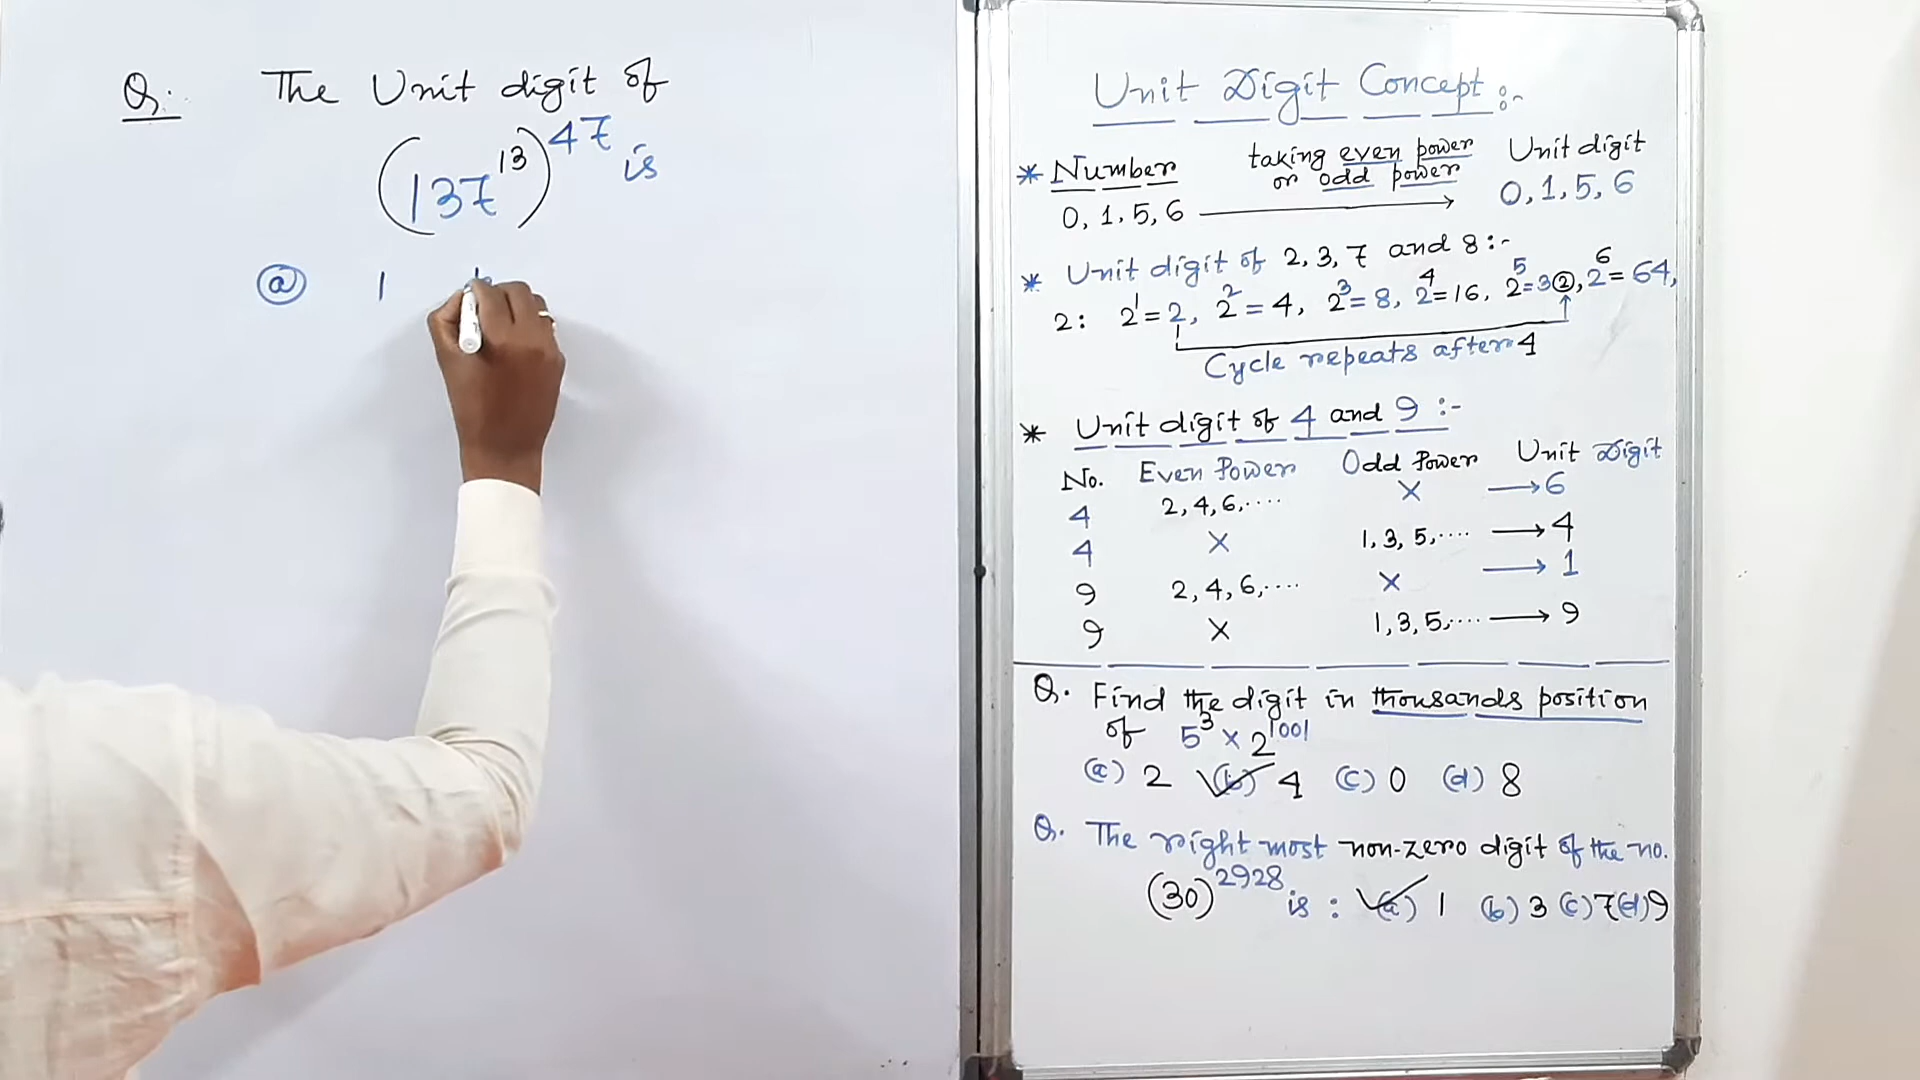 Q:- The Unit digit of
(137^13)^47 is
(a) 1
Unit Digit Concept :-
* Number taking even power or odd power Unit digit
0, 1, 5, 6 ⟶ 0, 1, 5, 6
* Unit digit of 2, 3, 7 and 8 :-
2: 2^1 = 2, 2^2 = 4, 2^3 = 8, 2^4 = 16, 2^5 = 32, 2^6 = 64,
Cycle repeats after 4
* Unit digit of 4 and 9 :-
No. Even Power Odd Power Unit Digit
4 2, 4, 6,.... × ⟶ 6
4 × 1, 3, 5,.... ⟶ 4
9 2, 4, 6,.... × ⟶ 1
9 × 1, 3, 5,.... ⟶ 9
Q. Find the digit in thousands position
of 5^3 × 2^1001
(a) 2 (b) 4 (c) 0 (d) 8
Q. The right most non-zero digit of the no.
(30)^2928 is : (a) 1 (b) 3 (c) 7 (d) 9